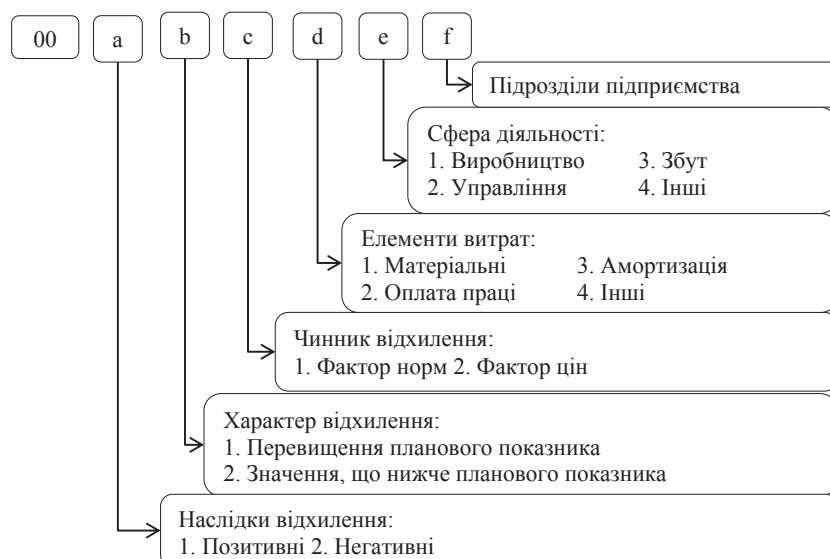 00 a b c d e f
Підрозділи підприємства
Сфера діяльності:
1. Виробництво 3. Збут
2. Управління 4. Інші
Елементи витрат:
1. Матеріальні 3. Амортизація
2. Оплата праці 4. Інші
Чинник відхилення:
1. Фактор норм 2. Фактор цін
Характер відхилення:
1. Перевищення планового показника
2. Значення, що нижче планового показника
Наслідки відхилення:
1. Позитивні 2. Негативні